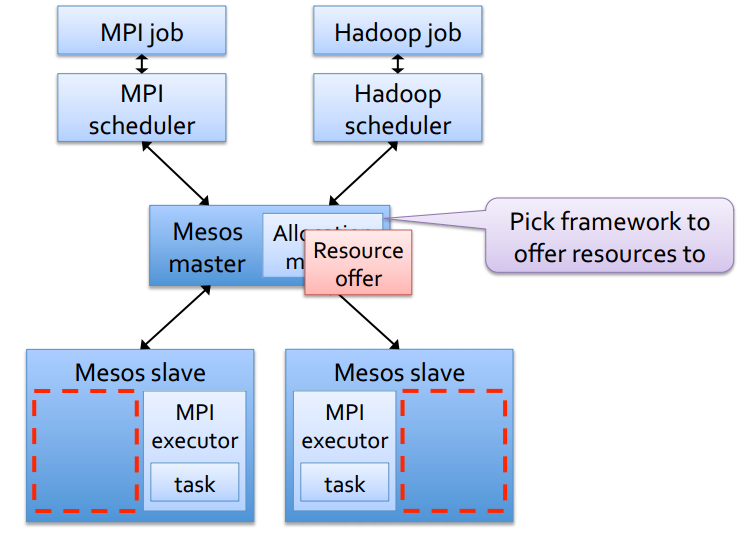 MPI job
Hadoop job
MPI
scheduler
Hadoop
scheduler
Mesos
master
Resource
offer
Pick framework to
offer resources to
Mesos slave
MPI
executor
task
Mesos slave
MPI
executor
task